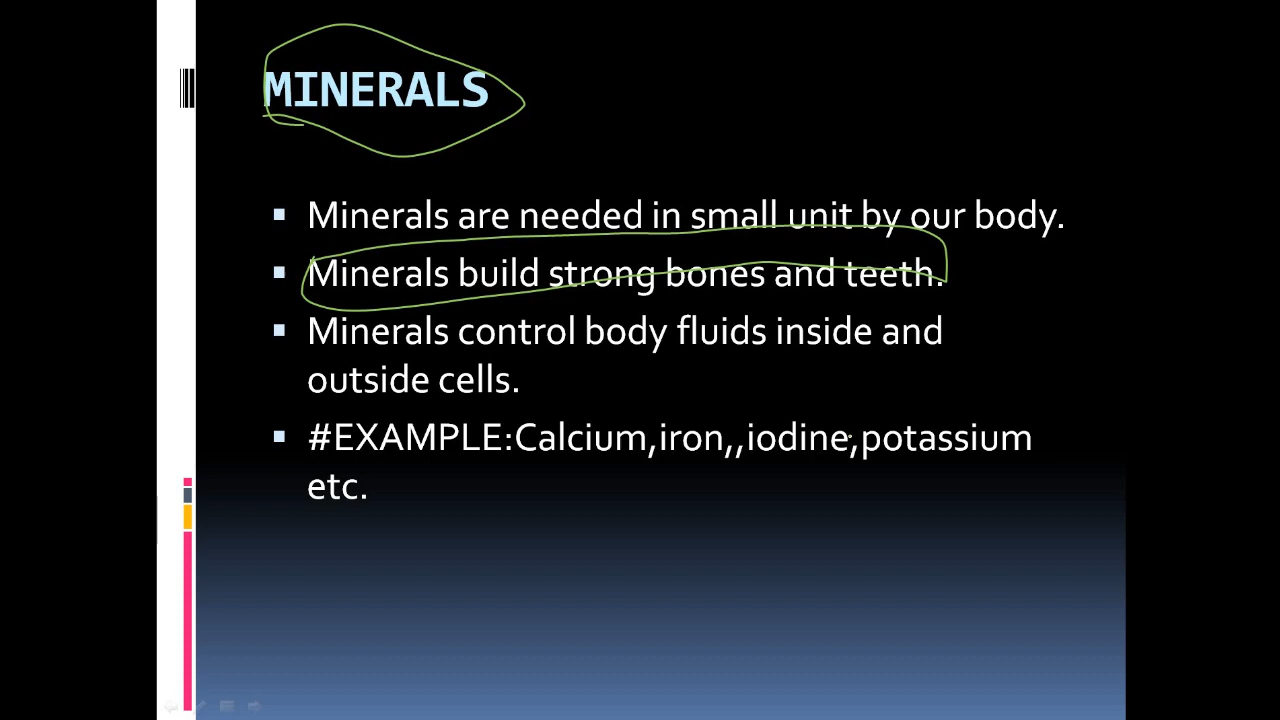 MINERALS
Minerals are needed in small unit by our body.
Minerals build strong bones and teeth.
Minerals control body fluids inside and
outside cells.
#EXAMPLE:Calcium,iron,,iodine,potassium
etc.